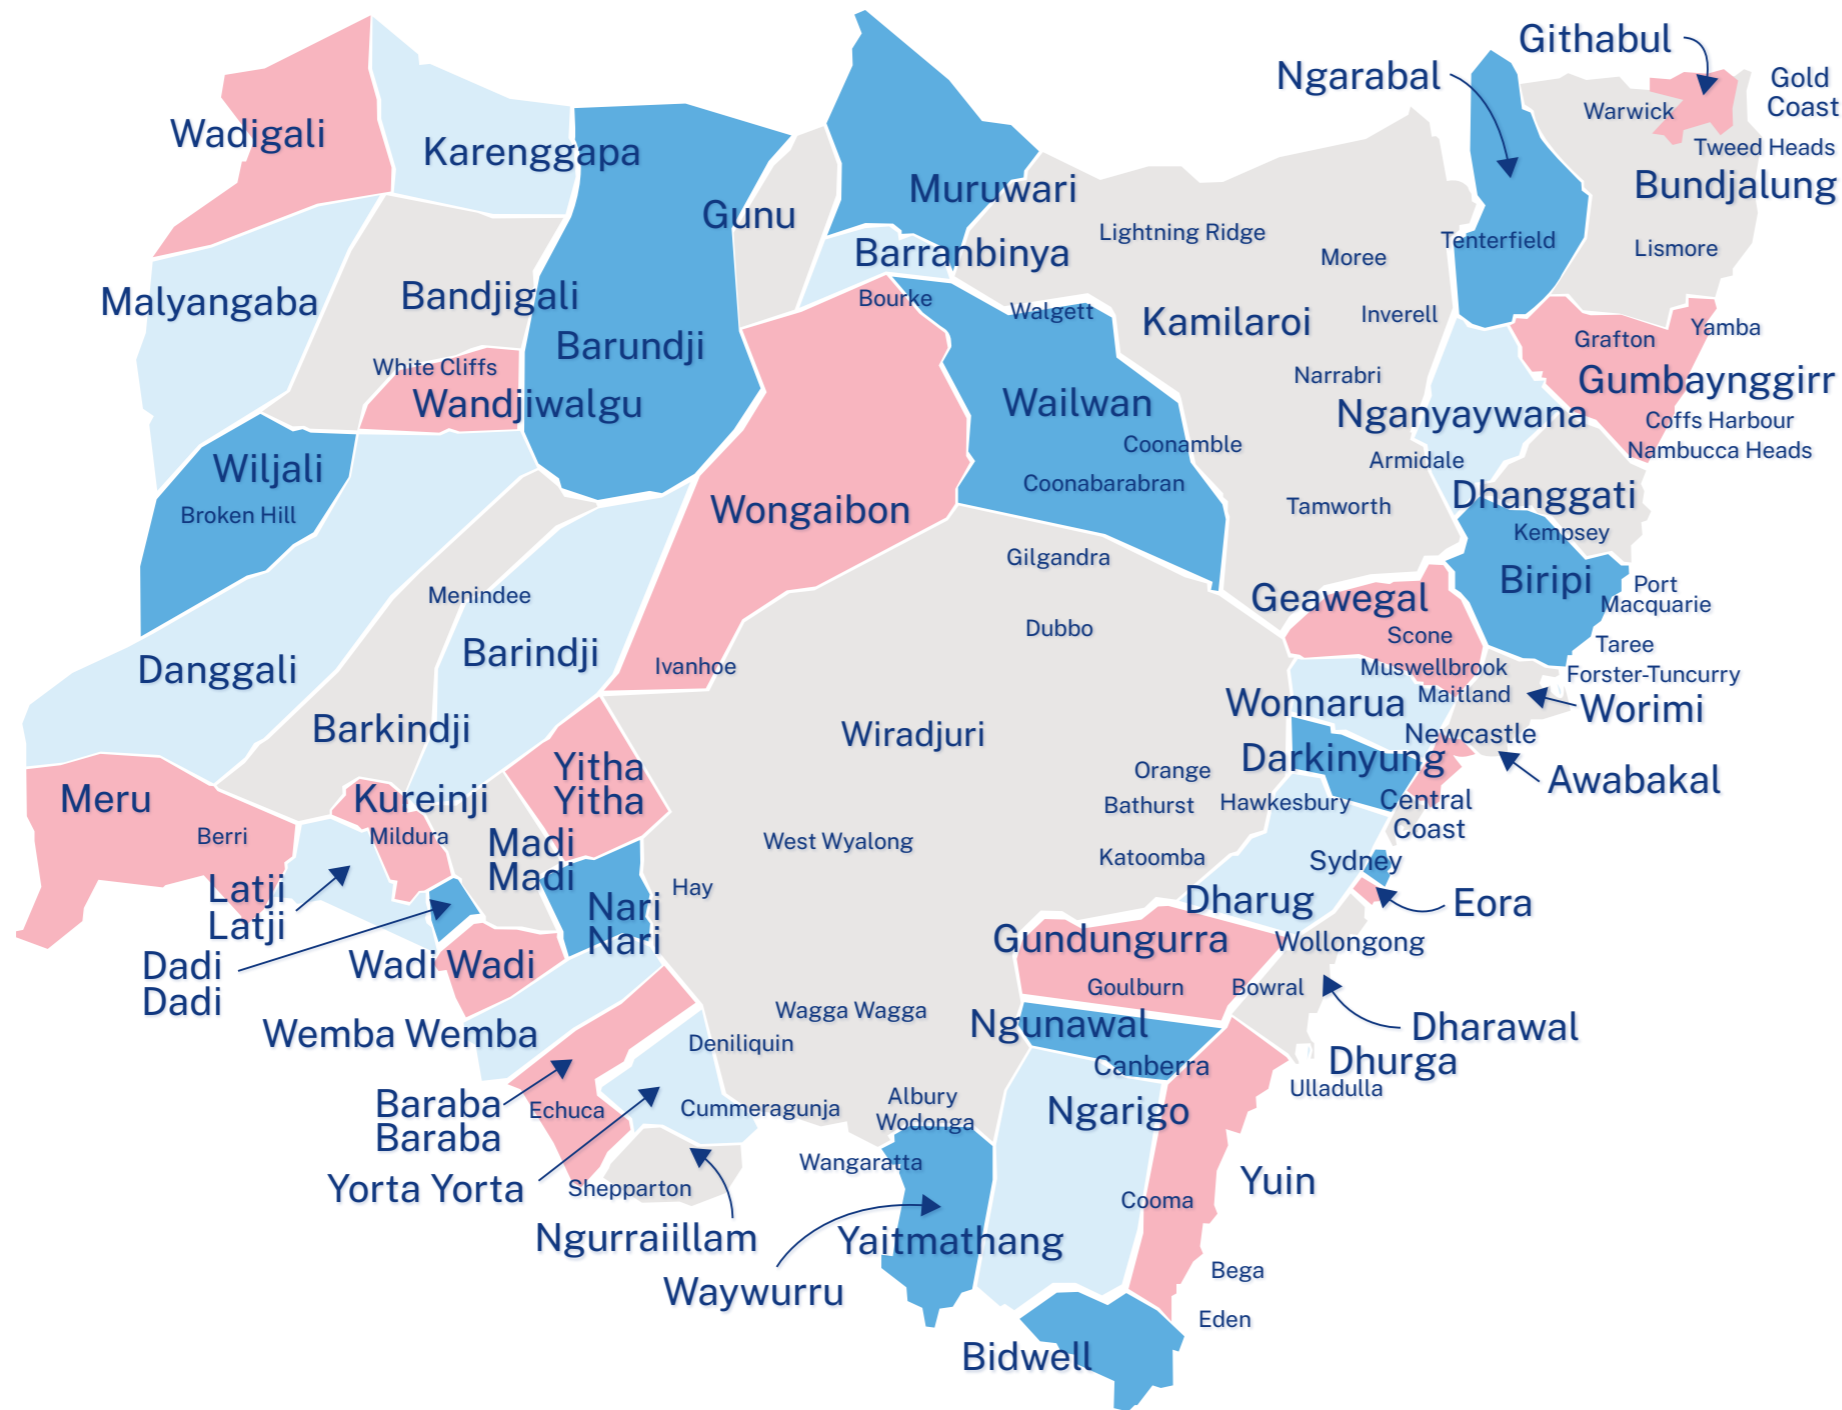 Githabul
Ngarabal
Gold
Coast
Warwick
Wadigali
Karenggapa
Tweed Heads
Bundjalung
Muruwari
Gunu
Lightning Ridge
Tenterfield
Lismore
Barranbinya
Moree
Malyangaba
Bandjigali
Bourke
Walgett
Kamilaroi
Inverell
Yamba
Grafton
Barundji
White Cliffs
Narrabri
Gumbaynggirr
Wandjiwalgu
Wailwan
Nganyaywana
Coffs Harbour
Coonamble
Nambucca Heads
Wiljali
Armidale
Coonabarabran
Dhanggati
Broken Hill
Wongaibon
Tamworth
Kempsey
Gilgandra
Biripi
Port
Macquarie
Menindee
Geawegal
Dubbo
Scone
Taree
Barindji
Danggali
Ivanhoe
Muswellbrook
Forster-Tuncurry
Maitland
Wonnarua
Worimi
Barkindji
Wiradjuri
Newcastle
Darkinyung
Yitha
Yitha
Orange
Awabakal
Meru
Kureinji
Bathurst
Hawkesbury
Central
Coast
Berri
Mildura
Madi
Madi
West Wyalong
Katoomba
Sydney
Latji
Latji
Hay
Nari
Nari
Dharug
Eora
Gundungurra
Wollongong
Dadi
Dadi
Wadi Wadi
Goulburn
Bowral
Wagga Wagga
Ngunawal
Dharawal
Wemba Wemba
Deniliquin
Canberra
Dhurga
Ulladulla
Baraba
Baraba
Echuca
Cummeragunja
Albury
Wodonga
Ngarigo
Wangaratta
Yorta Yorta
Shepparton
Cooma
Yuin
Ngurraiillam
Yaitmathang
Waywurru
Bega
Eden
Bidwell